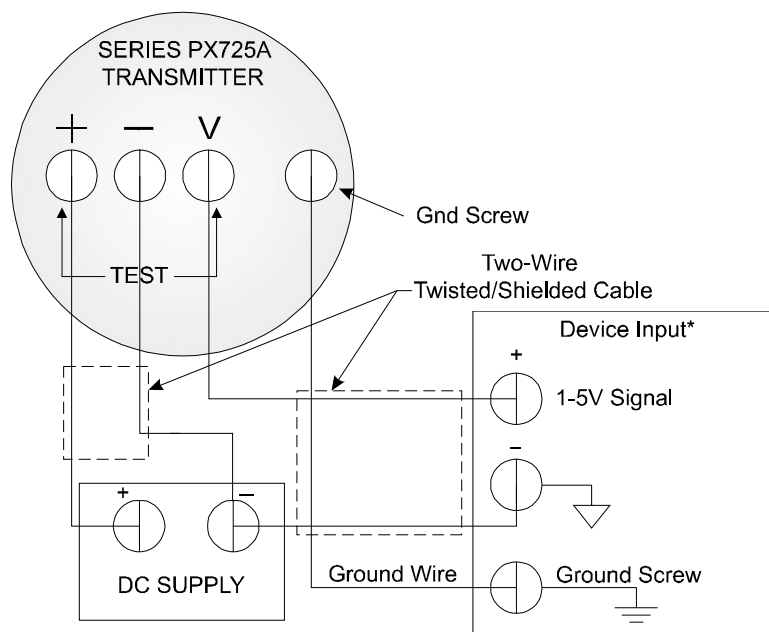 SERIES PX725A
TRANSMITTER
+ — V
Gnd Screw
TEST
Two-Wire
Twisted/Shielded Cable
Device Input*
+
1-5V Signal
–
+ –
DC SUPPLY
Ground Wire
Ground Screw